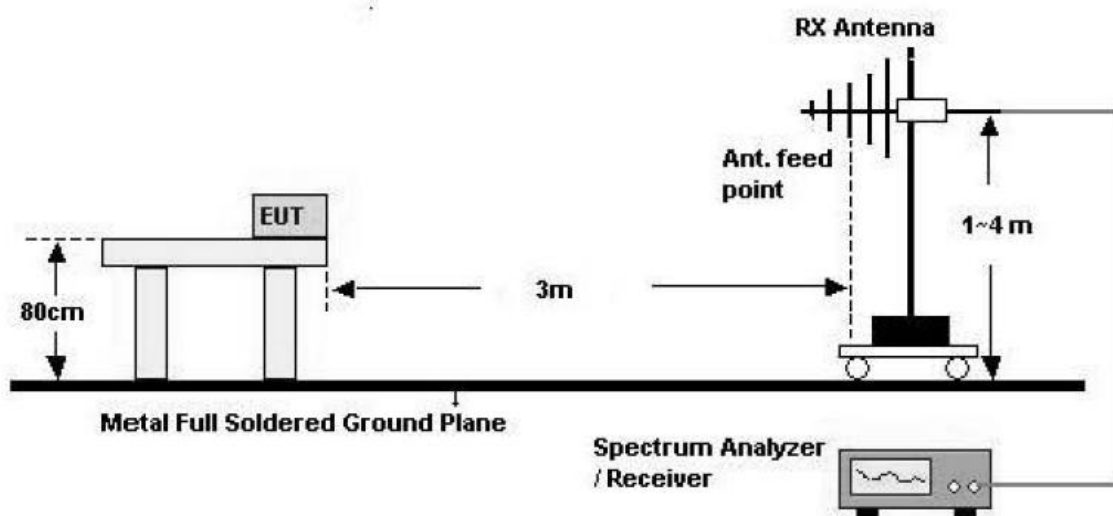 RX Antenna
Ant. feed
point
EUT
1~4 m
3m
80cm
Metal Full Soldered Ground Plane
Spectrum Analyzer
/ Receiver